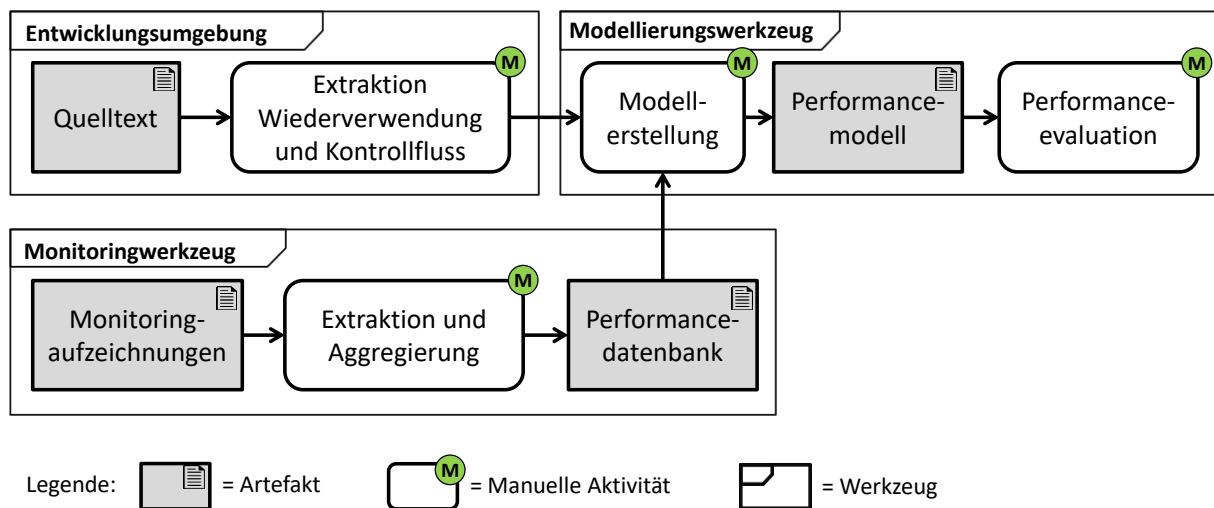 Entwicklungsumgebung
Quelltext
M
Extraktion
Wiederverwendung
und Kontrollfluss
Modellierungswerkzeug
M
Modell-
erstellung
Performance-
modell
M
Performance-
evaluation
Monitoringwerkzeug
Monitoring-
aufzeichnungen
M
Extraktion und
Aggregierung
Performance-
datenbank
Legende:
= Artefakt
M
= Manuelle Aktivität
= Werkzeug